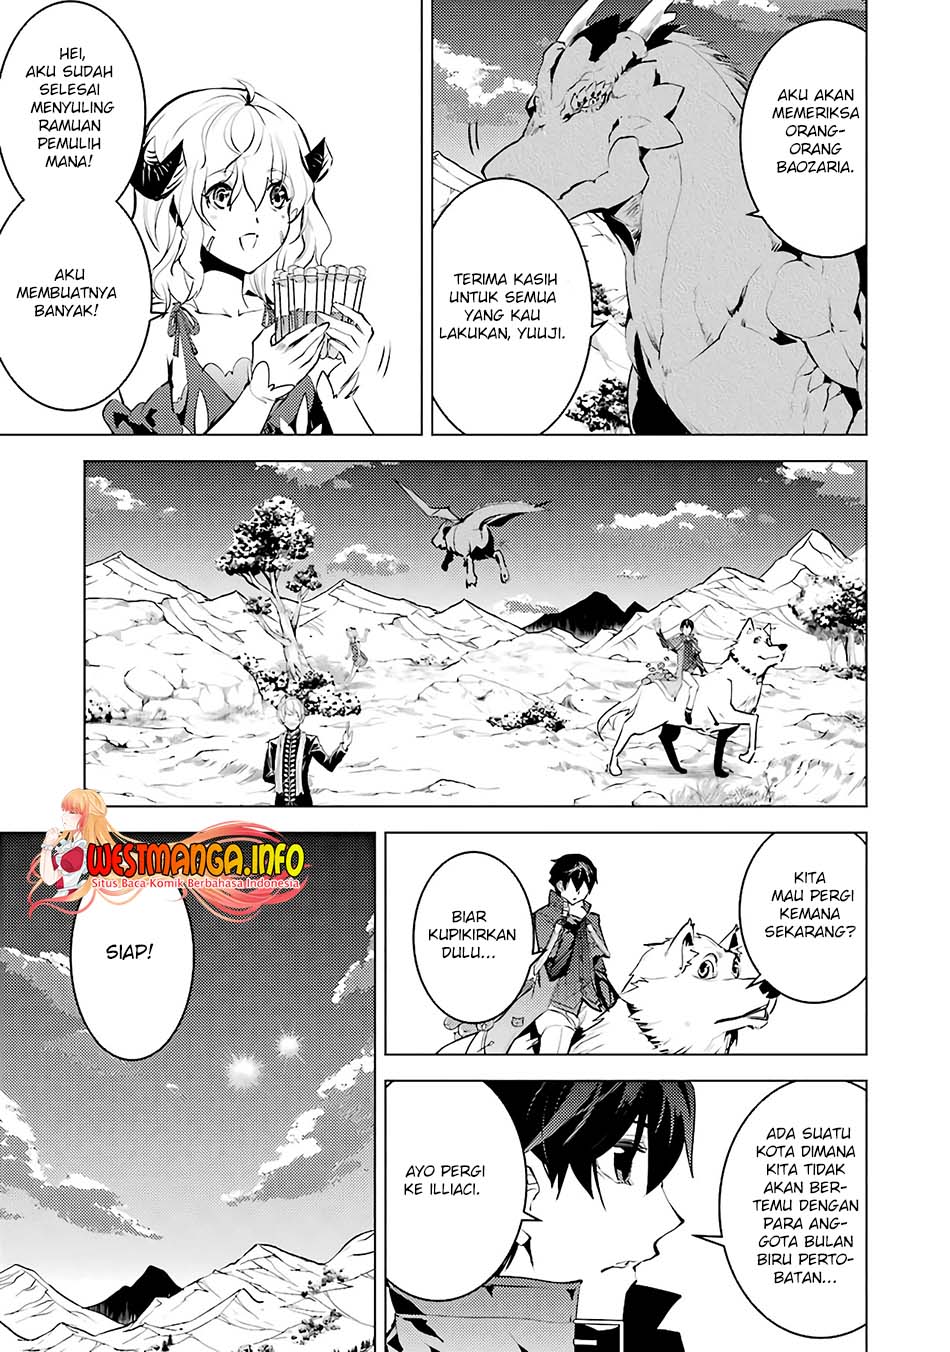 AKU AKAN
MEMERIKSA
ORANG-
ORANG
BAOZARIA.
TERIMA KASIH
UNTUK SEMUA
YANG KAU
LAKUKAN, YUUJI.
HEI,
AKU SUDAH
SELESAI
MENYULING
RAMUAN
PEMULIH
MANA!
AKU
MEMBUATNYA
BANYAK!
KITA
MAU PERGI
KEMANA
SEKARANG?
BIAR
KUPIKIRKAN
DULU...
ADA SUATU
KOTA DIMANA
KITA TIDAK
AKAN BER-
TEMU DENGAN
PARA ANG-
GOTA BULAN
BIRU PERTO-
BATAN...
AYO PERGI
KE ILLIACI.
WESTMANGA.INFO
Situs Baca Komik Berbahasa Indonesia
SIAP!